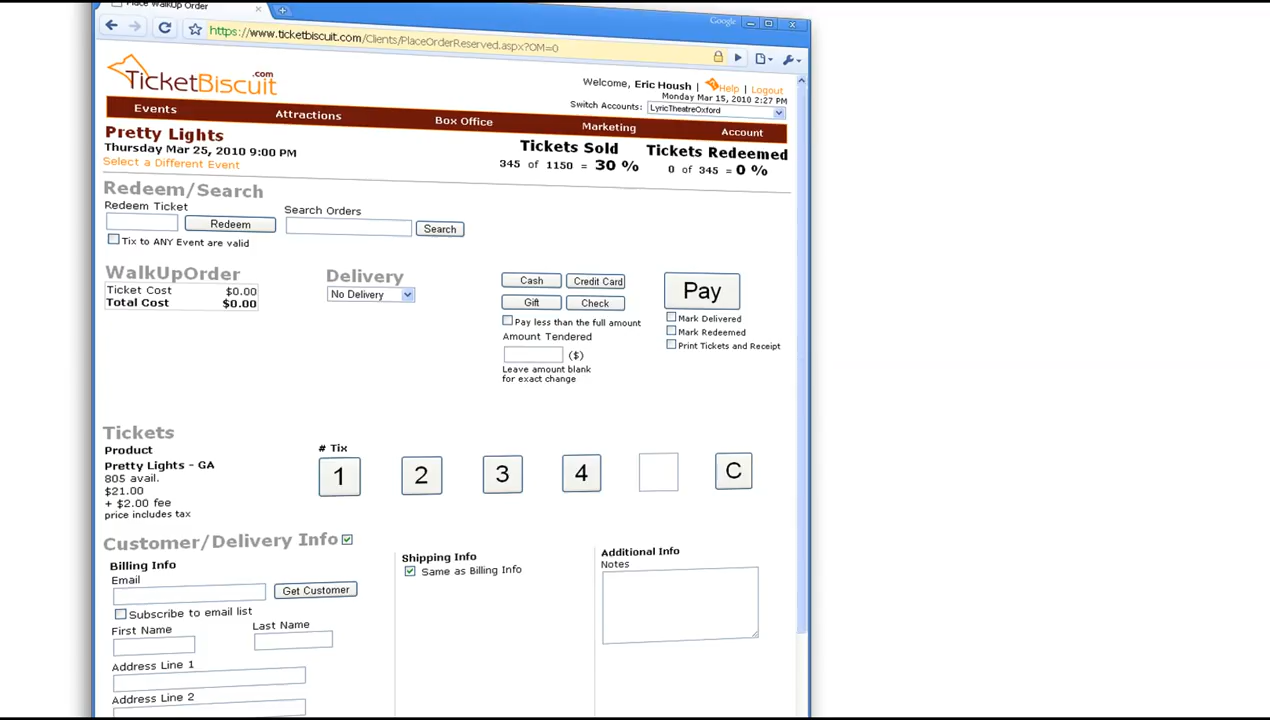 Place WalkUp Order
Google
https://www.ticketbiscuit.com/Clients/PlaceOrderReserved.aspx?OM=0
TicketBiscuit.com
Welcome, Eric Housh | Help | Logout
Monday Mar 15, 2010 2:27 PM
Switch Accounts: LyricTheatreOxford
Events Attractions Box Office Marketing Account
Pretty Lights
Thursday Mar 25, 2010 9:00 PM
Select a Different Event
Tickets Sold
345 of 1150 = 30 %
Tickets Redeemed
0 of 345 = 0 %
Redeem/Search
Redeem Ticket
Redeem
Search Orders
Search
Tix to ANY Event are valid
WalkUpOrder
Ticket Cost $0.00
Total Cost $0.00
Delivery
No Delivery
Cash Credit Card
Gift Check
Pay less than the full amount
Amount Tendered
($)
Leave amount blank
for exact change
Pay
Mark Delivered
Mark Redeemed
Print Tickets and Receipt
Tickets
Product
# Tix
Pretty Lights - GA
805 avail.
$21.00
+ $2.00 fee
price includes tax
1 2 3 4 C
Customer/Delivery Info
Billing Info
Email
Get Customer
Subscribe to email list
First Name Last Name
Address Line 1
Address Line 2
Shipping Info
Same as Billing Info
Additional Info
Notes